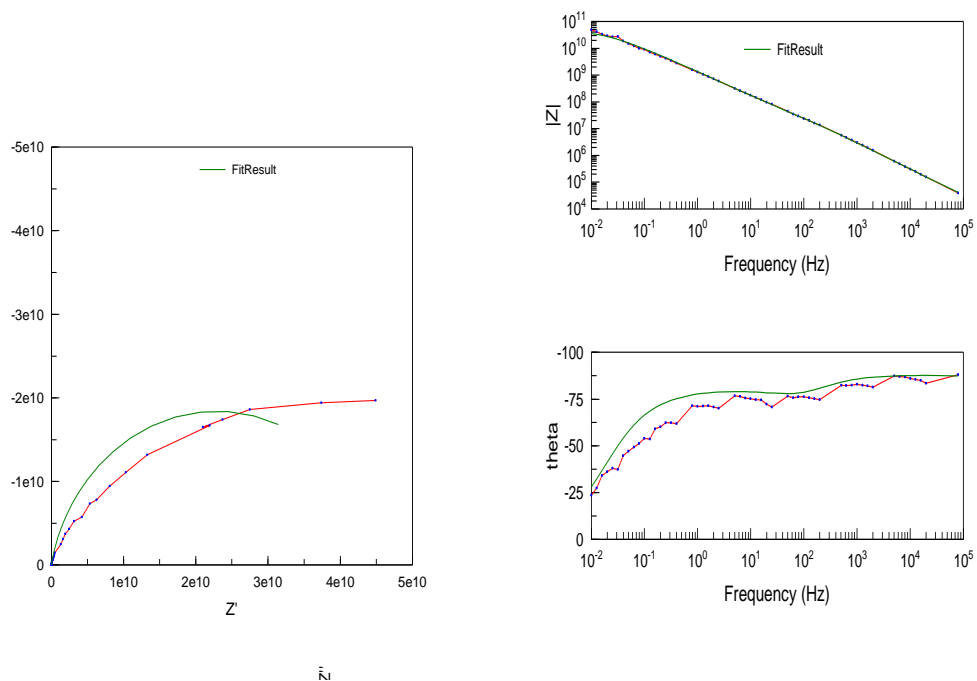 -5e10
FitResult
-4e10
-3e10
-2e10
-1e10
0
0
1e10
2e10
3e10
4e10
5e10
Z'
Z''
10^11
10^10
10^9
10^8
10^7
10^6
10^5
10^4
|Z|
FitResult
10^-2
10^-1
10^0
10^1
10^2
10^3
10^4
10^5
Frequency (Hz)
-100
-75
-50
-25
0
theta
10^-2
10^-1
10^0
10^1
10^2
10^3
10^4
10^5
Frequency (Hz)